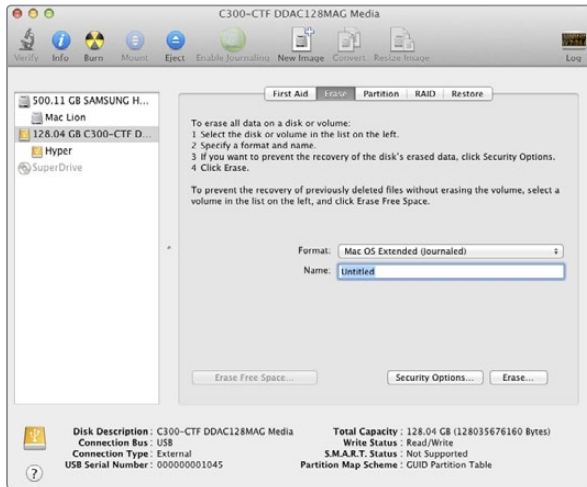 C300-CTF DDAC128MAG Media
Verify Info Burn Mount Eject Enable Journaling New Image Convert Resize Image Log
First Aid Erase Partition RAID Restore
500.11 GB SAMSUNG H...
Mac Lion
128.04 GB C300-CTF D...
Hyper
SuperDrive
To erase all data on a disk or volume:
1 Select the disk or volume in the list on the left.
2 Specify a format and name.
3 If you want to prevent the recovery of the disk's erased data, click Security Options.
4 Click Erase.
To prevent the recovery of previously deleted files without erasing the volume, select a
volume in the list on the left, and click Erase Free Space.
Format: Mac OS Extended (Journaled)
Name: Untitled
Erase Free Space... Security Options... Erase...
Disk Description : C300-CTF DDAC128MAG Media Total Capacity : 128.04 GB (128035676160 Bytes)
Connection Bus : USB Write Status : Read/Write
Connection Type : External S.M.A.R.T. Status : Not Supported
USB Serial Number : 000000001045 Partition Map Scheme : GUID Partition Table
?